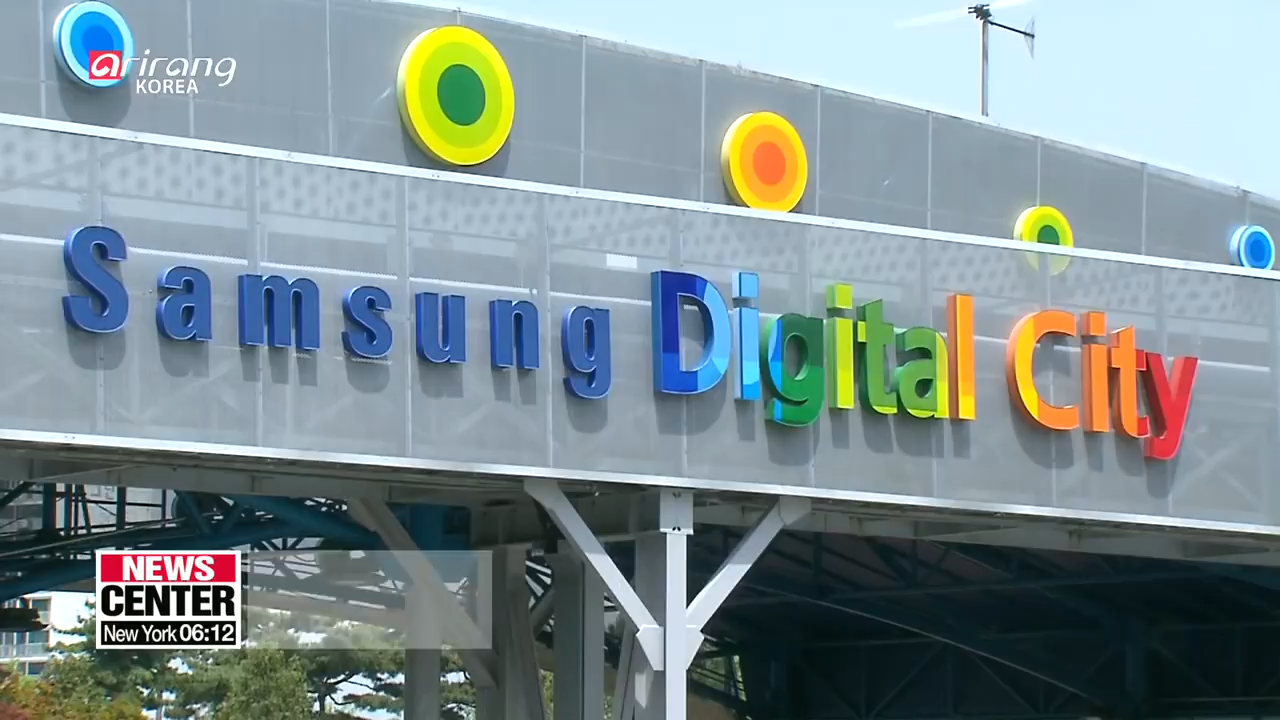 arirang
KOREA
Samsung Digital City
NEWS
CENTER
New York 06:12